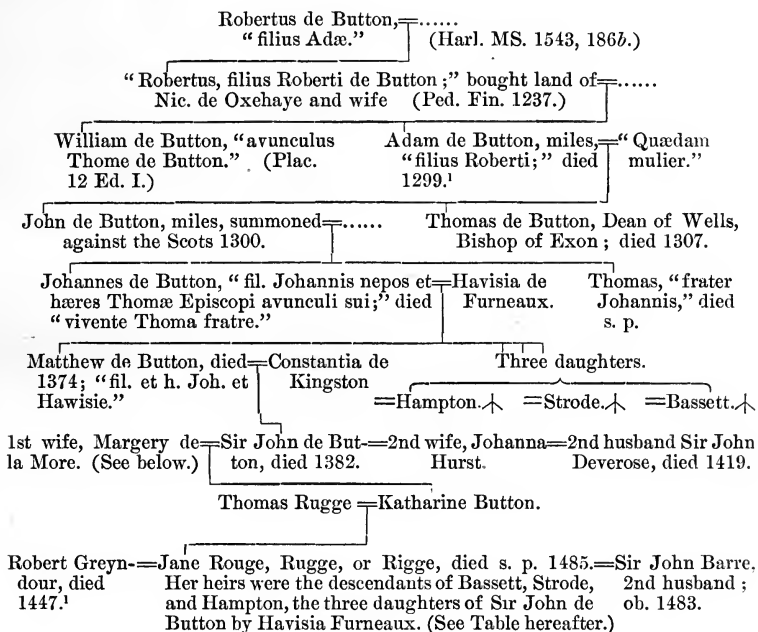 Robertus de Button,=......
“filius Adæ.” (Harl. MS. 1543, 186b.)
“Robertus, filius Roberti de Button;” bought land of=......
Nic. de Oxehaye and wife (Ped. Fin. 1237.)
William de Button, “avunculus
Thome de Button.” (Plac.
12 Ed. I.)
Adam de Button, miles,=“Quædam
“filius Roberti;” died mulier.”
1299.¹
John de Button, miles, summoned=......
against the Scots 1300.
Thomas de Button, Dean of Wells,
Bishop of Exon; died 1307.
Johannes de Button, “fil. Johannis nepos et=Havisia de
hæres Thomæ Episcopi avunculi sui;” died Furneaux.
“vivente Thoma fratre.”
Thomas, “frater
Johannis,” died
s. p.
Matthew de Button, died=Constantia de
1374; “fil. et h. Joh. et Kingston
Hawisie.”
Three daughters.
=Hampton. =Strode. =Bassett.
1st wife, Margery de=Sir John de But-=2nd wife, Johanna=2nd husband Sir John
la More. (See below.) ton, died 1382. Hurst. Deverose, died 1419.
Thomas Rugge=Katharine Button.
Robert Greyn-=Jane Rouge, Rugge, or Rigge, died s. p. 1485.=Sir John Barre,
dour, died Her heirs were the descendants of Bassett, Strode, 2nd husband;
1447.¹ and Hampton, the three daughters of Sir John de ob. 1483.
Button by Havisia Furneaux. (See Table hereafter.)